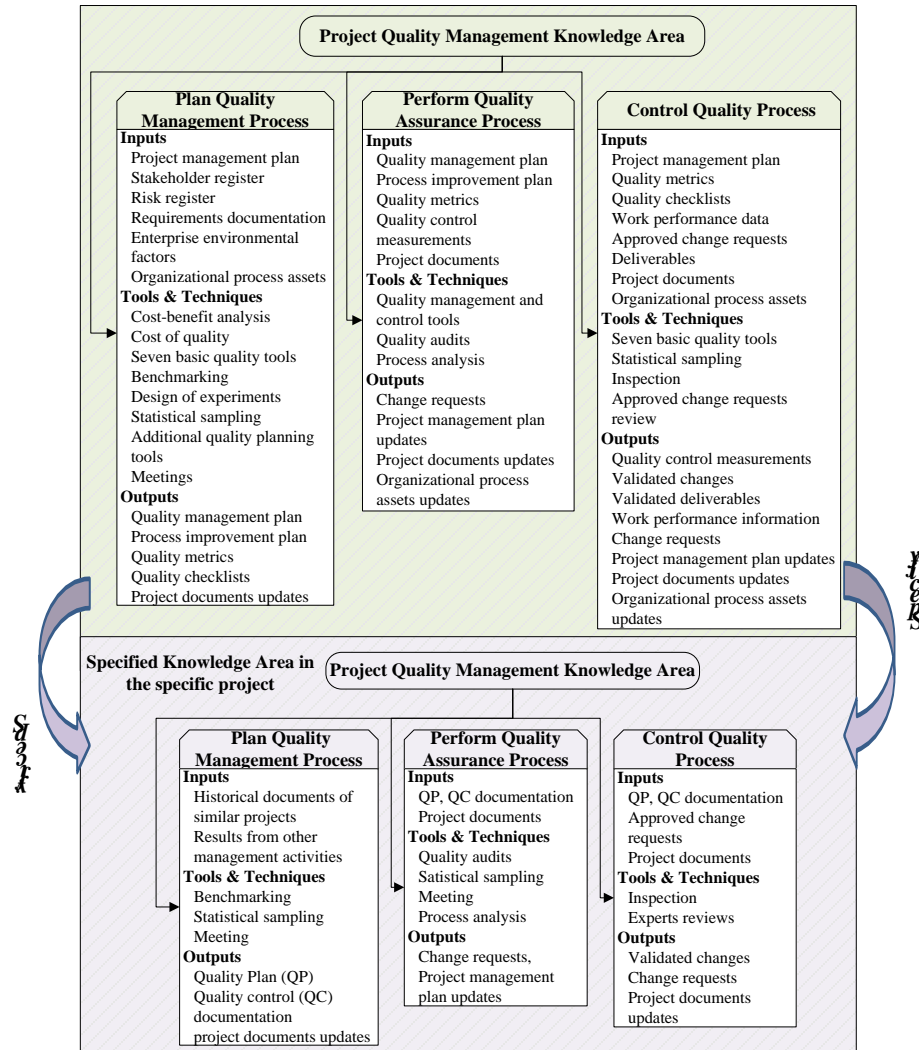 Project Quality Management Knowledge Area
Plan Quality
Management Process
Inputs
Project management plan
Stakeholder register
Risk register
Requirements documentation
Enterprise environmental
factors
Organizational process assets
Tools & Techniques
Cost-benefit analysis
Cost of quality
Seven basic quality tools
Benchmarking
Design of experiments
Statistical sampling
Additional quality planning
tools
Meetings
Outputs
Quality management plan
Process improvement plan
Quality metrics
Quality checklists
Project documents updates
Perform Quality
Assurance Process
Inputs
Quality management plan
Process improvement plan
Quality metrics
Quality control
measurements
Project documents
Tools & Techniques
Quality management and
control tools
Quality audits
Process analysis
Outputs
Change requests
Project management plan
updates
Project documents updates
Organizational process
assets updates
Control Quality Process
Inputs
Project management plan
Quality metrics
Quality checklists
Work performance data
Approved change requests
Deliverables
Project documents
Organizational process assets
Tools & Techniques
Seven basic quality tools
Statistical sampling
Inspection
Approved change requests
review
Outputs
Quality control measurements
Validated changes
Validated deliverables
Work performance information
Change requests
Project management plan updates
Project documents updates
Organizational process assets
updates
Specify
Specify
Specified Knowledge Area in
the specific project
Project Quality Management Knowledge Area
Plan Quality
Management Process
Inputs
Historical documents of
similar projects
Results from other
management activities
Tools & Techniques
Benchmarking
Statistical sampling
Meeting
Outputs
Quality Plan (QP)
Quality control (QC)
documentation
project documents updates
Perform Quality
Assurance Process
Inputs
QP, QC documentation
Project documents
Tools & Techniques
Quality audits
Satistical sampling
Meeting
Process analysis
Outputs
Change requests,
Project management
plan updates
Control Quality
Process
Inputs
QP, QC documentation
Approved change
requests
Project documents
Tools & Techniques
Inspection
Experts reviews
Outputs
Validated changes
Change requests
Project documents
updates